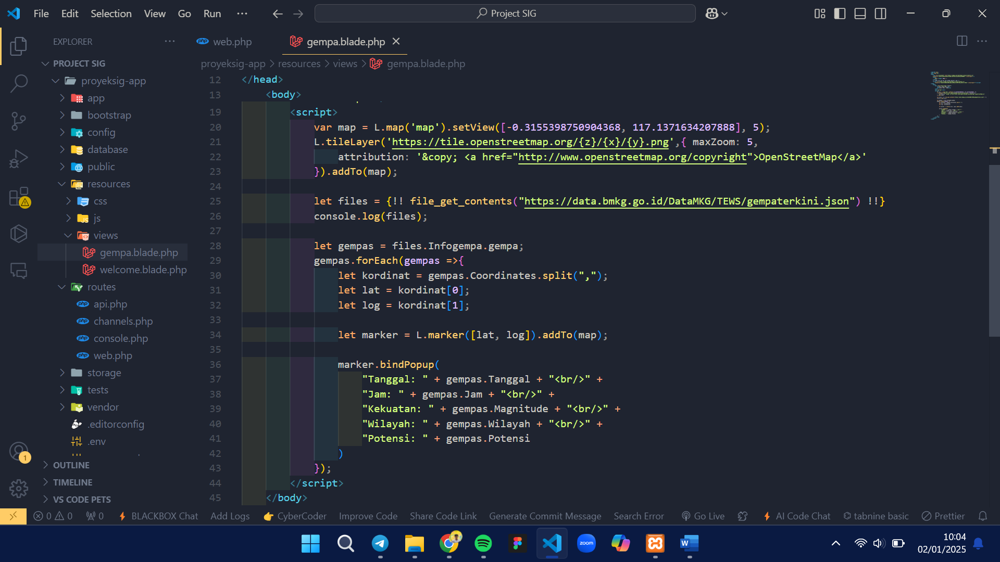 File Edit Selection View Go Run ···
Project SIG
EXPLORER ···
web.php
gempa.blade.php
proyeksig-app > resources > views > gempa.blade.php
PROJECT SIG
proyeksig-app
app
bootstrap
config
database
public
resources
css
js
views
gempa.blade.php
welcome.blade.php
routes
api.php
channels.php
console.php
web.php
storage
tests
vendor
.editorconfig
.env
OUTLINE
TIMELINE
VS CODE PETS
12 </head>
13 <body>
19 <script>
20 var map = L.map('map').setView([-0.3155398750904368, 117.1371634207888], 5);
21 L.tileLayer('https://tile.openstreetmap.org/{z}/{x}/{y}.png',{ maxZoom: 5,
22 attribution: '&copy; <a href="http://www.openstreetmap.org/copyright">OpenStreetMap</a>'
23 }).addTo(map);
24
25 let files = {!! file_get_contents("https://data.bmkg.go.id/DataMKG/TEWS/gempaterkini.json") !!}
26 console.log(files);
27
28 let gempas = files.Infogempa.gempa;
29 gempas.forEach(gempas =>{
30 let kordinat = gempas.Coordinates.split(",");
31 let lat = kordinat[0];
32 let log = kordinat[1];
33
34 let marker = L.marker([lat, log]).addTo(map);
35
36 marker.bindPopup(
37 "Tanggal: " + gempas.Tanggal + "<br/>" +
38 "Jam: " + gempas.Jam + "<br/>" +
39 "Kekuatan: " + gempas.Magnitude + "<br/>" +
40 "Wilayah: " + gempas.Wilayah + "<br/>" +
41 "Potensi: " + gempas.Potensi
42 )
43 });
44 </script>
45 </body>
1
0 0 0 BLACKBOX Chat Add Logs CyberCoder Improve Code Share Code Link Generate Commit Message Search Error Go Live AI Code Chat tabnine basic Prettier
zoom
10:04
02/01/2025